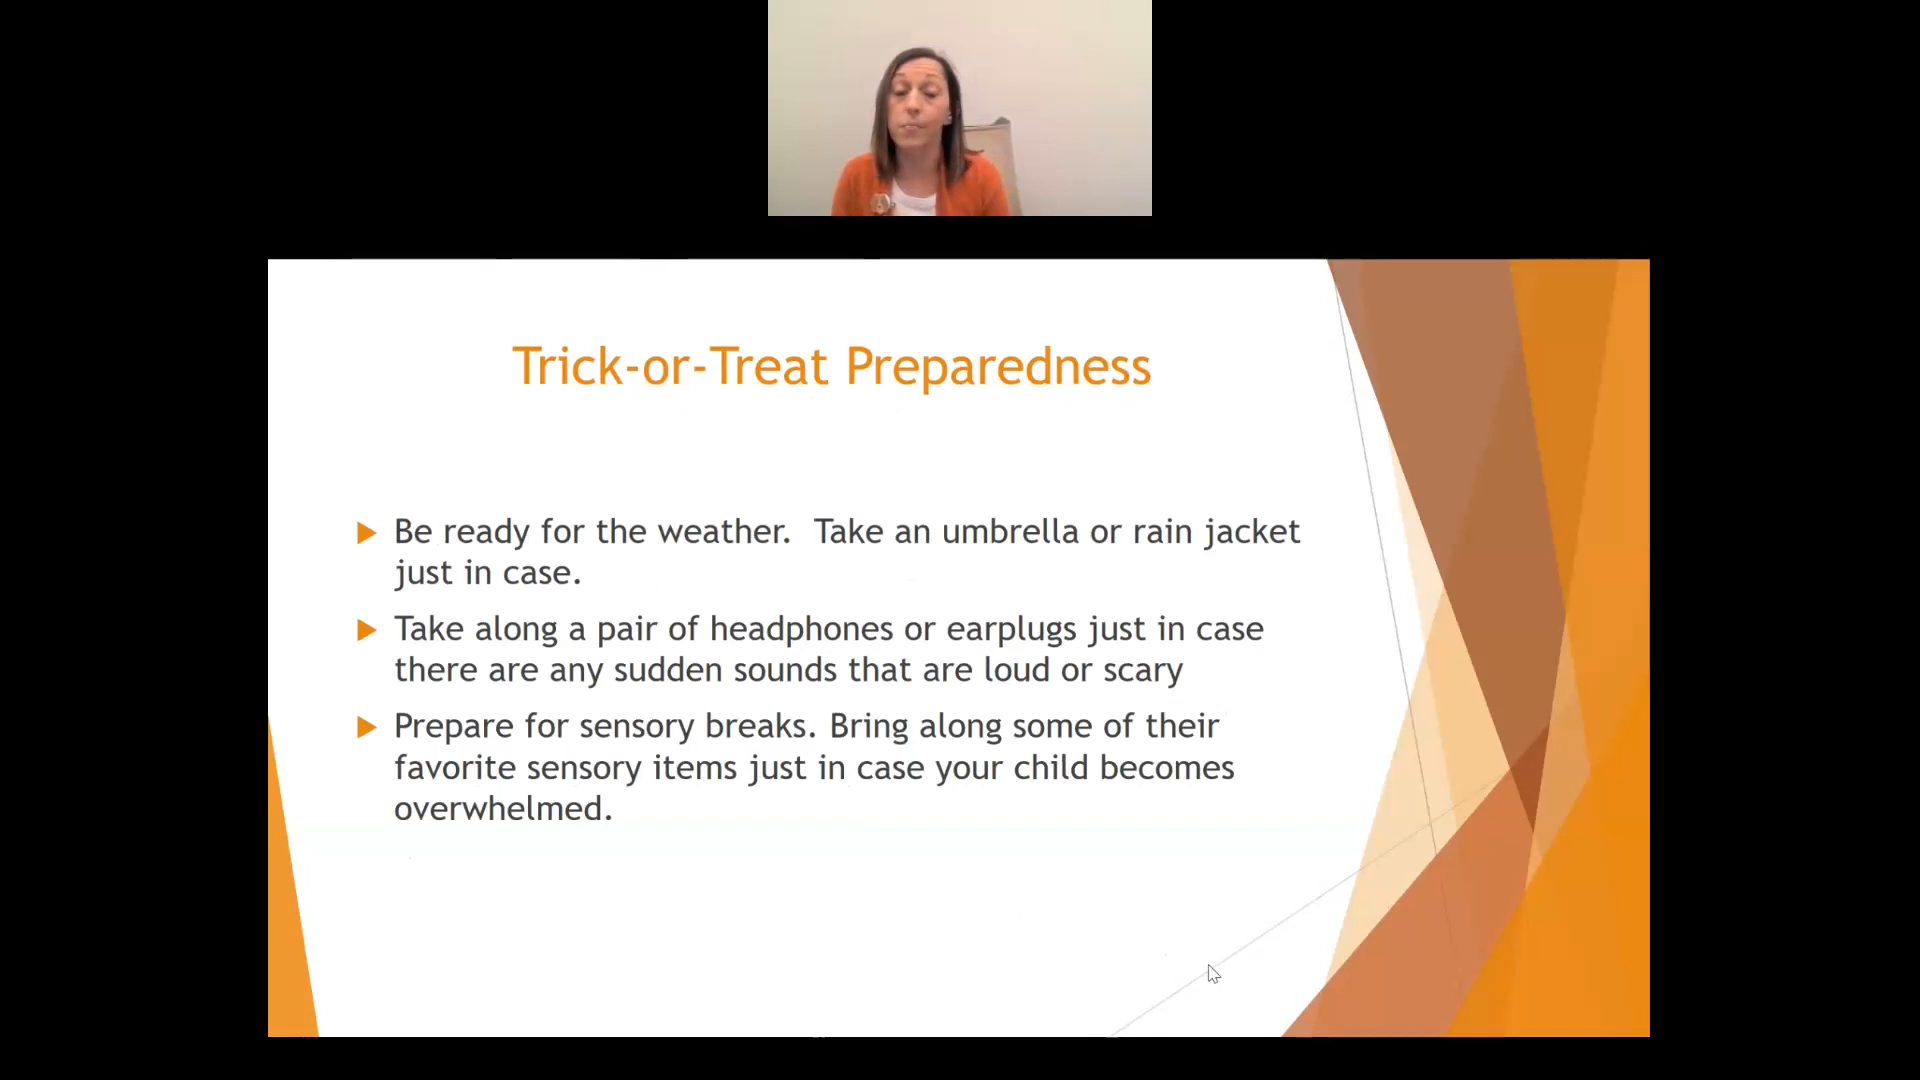 Trick-or-Treat Preparedness
Be ready for the weather.  Take an umbrella or rain jacket
just in case.
Take along a pair of headphones or earplugs just in case
there are any sudden sounds that are loud or scary
Prepare for sensory breaks. Bring along some of their
favorite sensory items just in case your child becomes
overwhelmed.